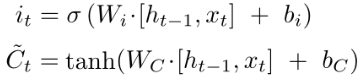 i_t = σ (W_i·[h_{t−1}, x_t] + b_i)
C̃_t = tanh(W_C·[h_{t−1}, x_t] + b_C)